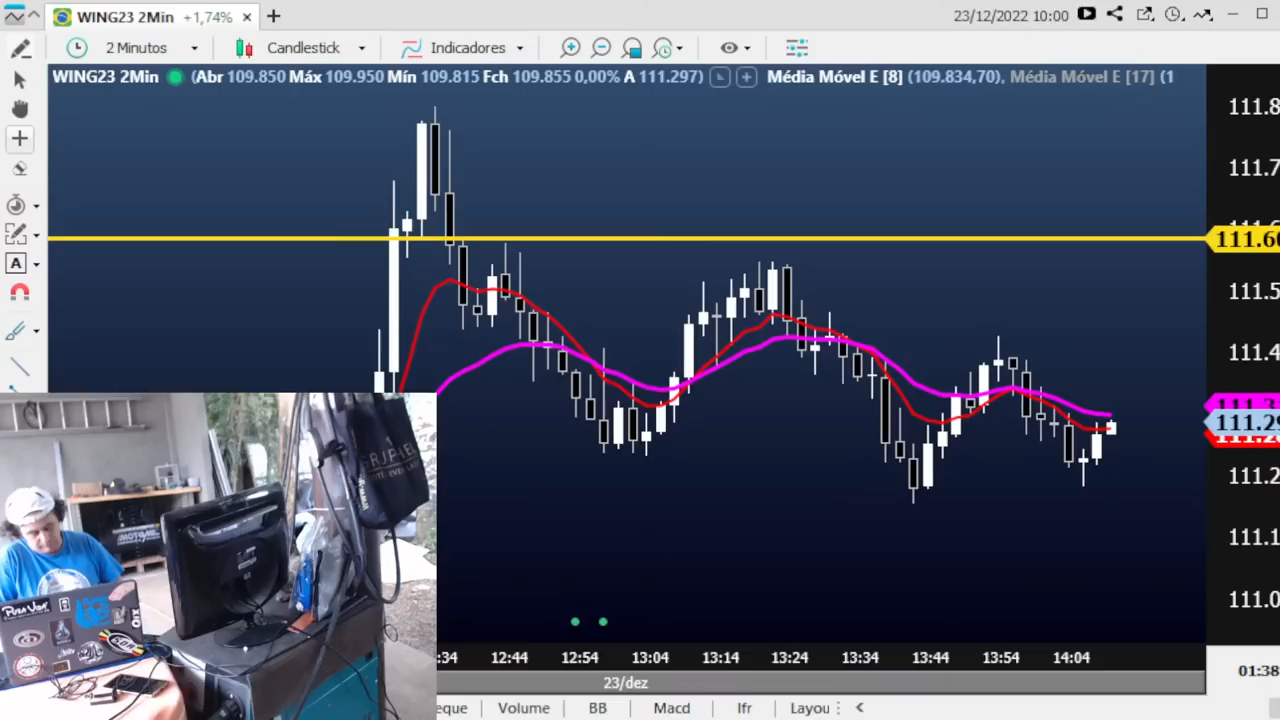 WING23 2Min +1,74%
23/12/2022 10:00
2 Minutos Candlestick Indicadores
WING23 2Min (Abr 109.850 Máx 109.950 Mín 109.815 Fch 109.855 0,00% A 111.297) Média Móvel E [8] (109.834,70), Média Móvel E [17] (1
A
111.8
111.7
111.60
111.5
111.4
111.29
111.2
111.1
111.0
PURA VIDA
:34 12:44 12:54 13:04 13:14 13:24 13:34 13:44 13:54 14:04
01:38
23/dez
eque Volume BB Macd Ifr Layou